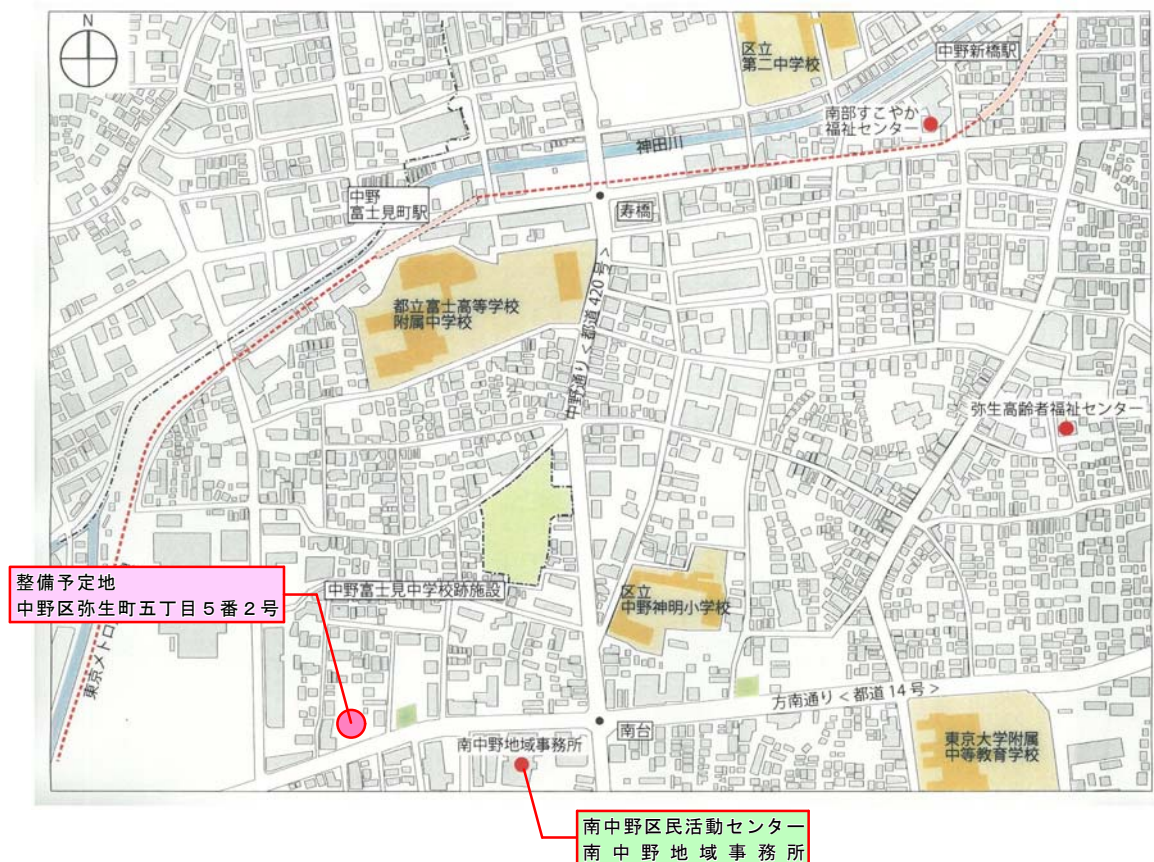 N
区立
第二中学校
中野新橋駅
南部すこやか
福祉センター
神田川
中野
富士見町駅
寿橋
都立富士高等学校
附属中学校
中野通り<都道420号>
弥生高齢者福祉センター
整備予定地
中野区弥生町五丁目5番2号
中野富士見中学校跡施設
区立
中野神明小学校
東京メトロ
方南通り<都道14号>
南台
南中野地域事務所
東京大学附属
中等教育学校
南中野区民活動センター
南中野地域事務所